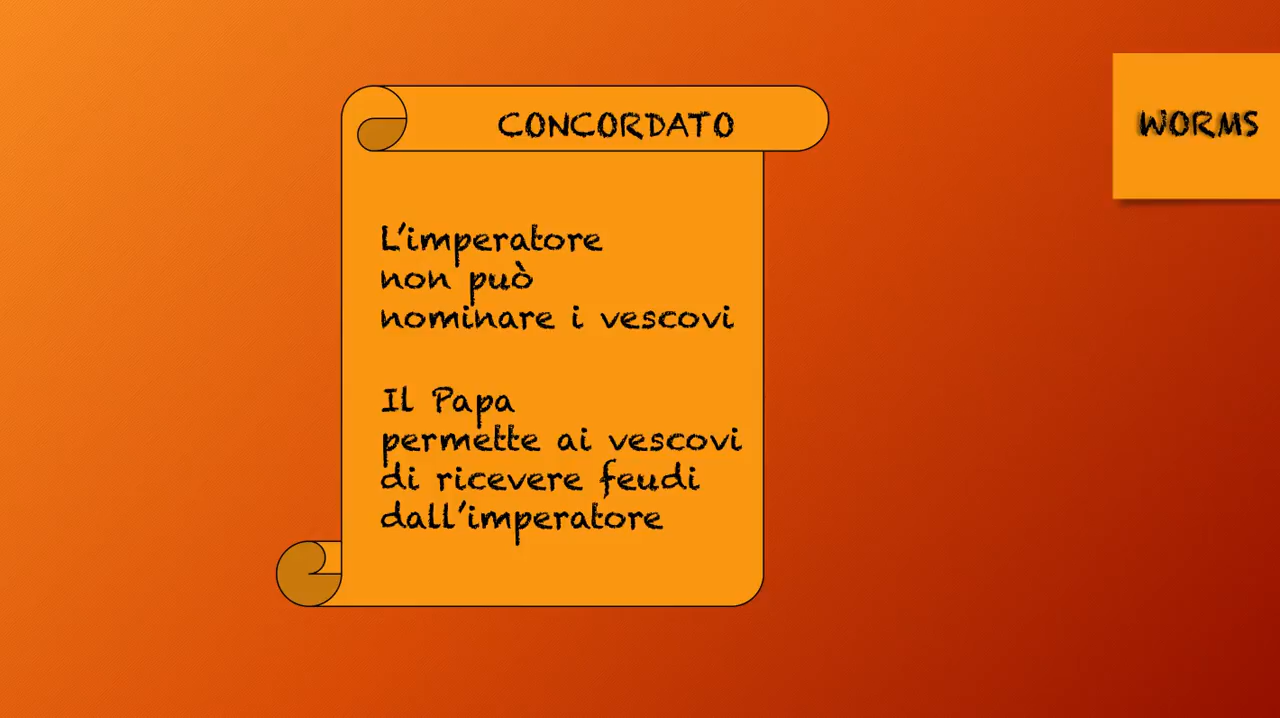 CONCORDATO
WORMS
L'imperatore
non può
nominare i vescovi
Il Papa
permette ai vescovi
di ricevere feudi
dall'imperatore